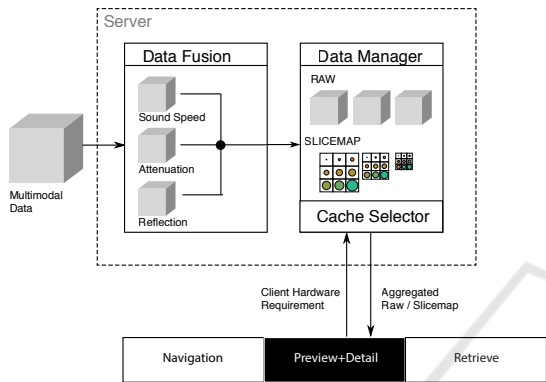 Server
Data Fusion
Data Manager
RAW
Sound Speed
SLICEMAP
Attenuation
Multimodal
Data
Reflection
Cache Selector
Client Hardware
Requirement
Aggregated
Raw / Slicemap
Navigation
Preview+Detail
Retrieve